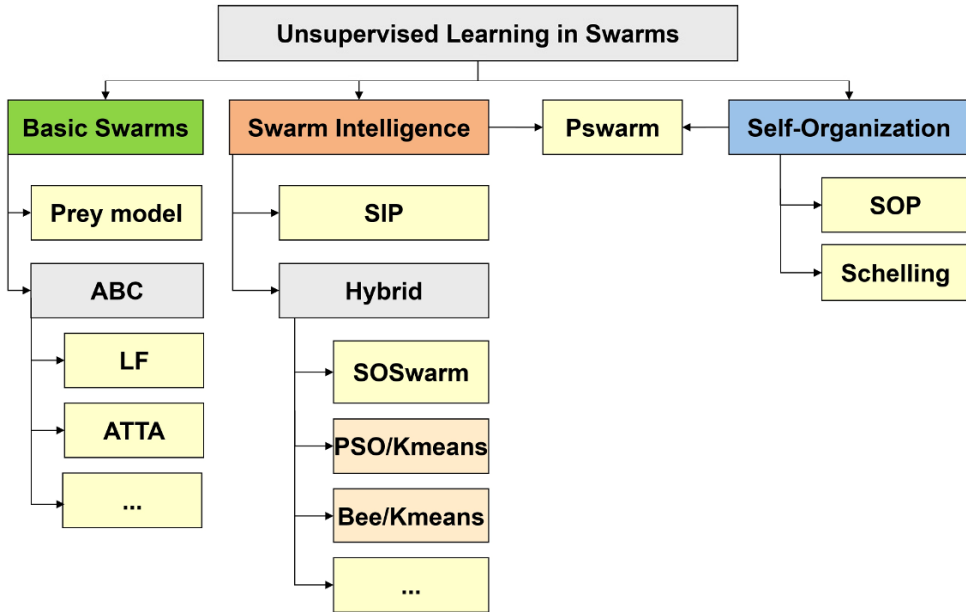 Unsupervised Learning in Swarms
Basic Swarms
Swarm Intelligence
Pswarm
Self-Organization
Prey model
SIP
SOP
ABC
Hybrid
Schelling
LF
SOSwarm
ATTA
PSO/Kmeans
...
Bee/Kmeans
...